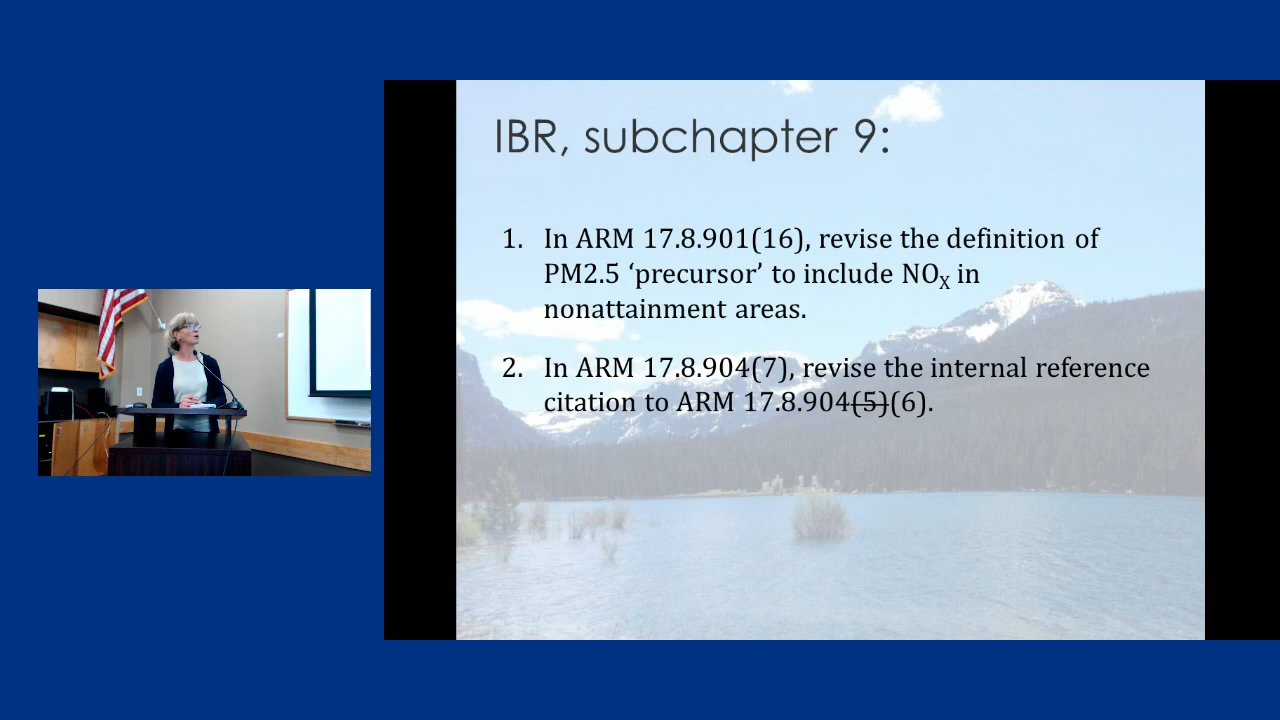 IBR, subchapter 9:
1. In ARM 17.8.901(16), revise the definition of
PM2.5 ‘precursor’ to include NOX in
nonattainment areas.
2. In ARM 17.8.904(7), revise the internal reference
citation to ARM 17.8.904(5)(6).